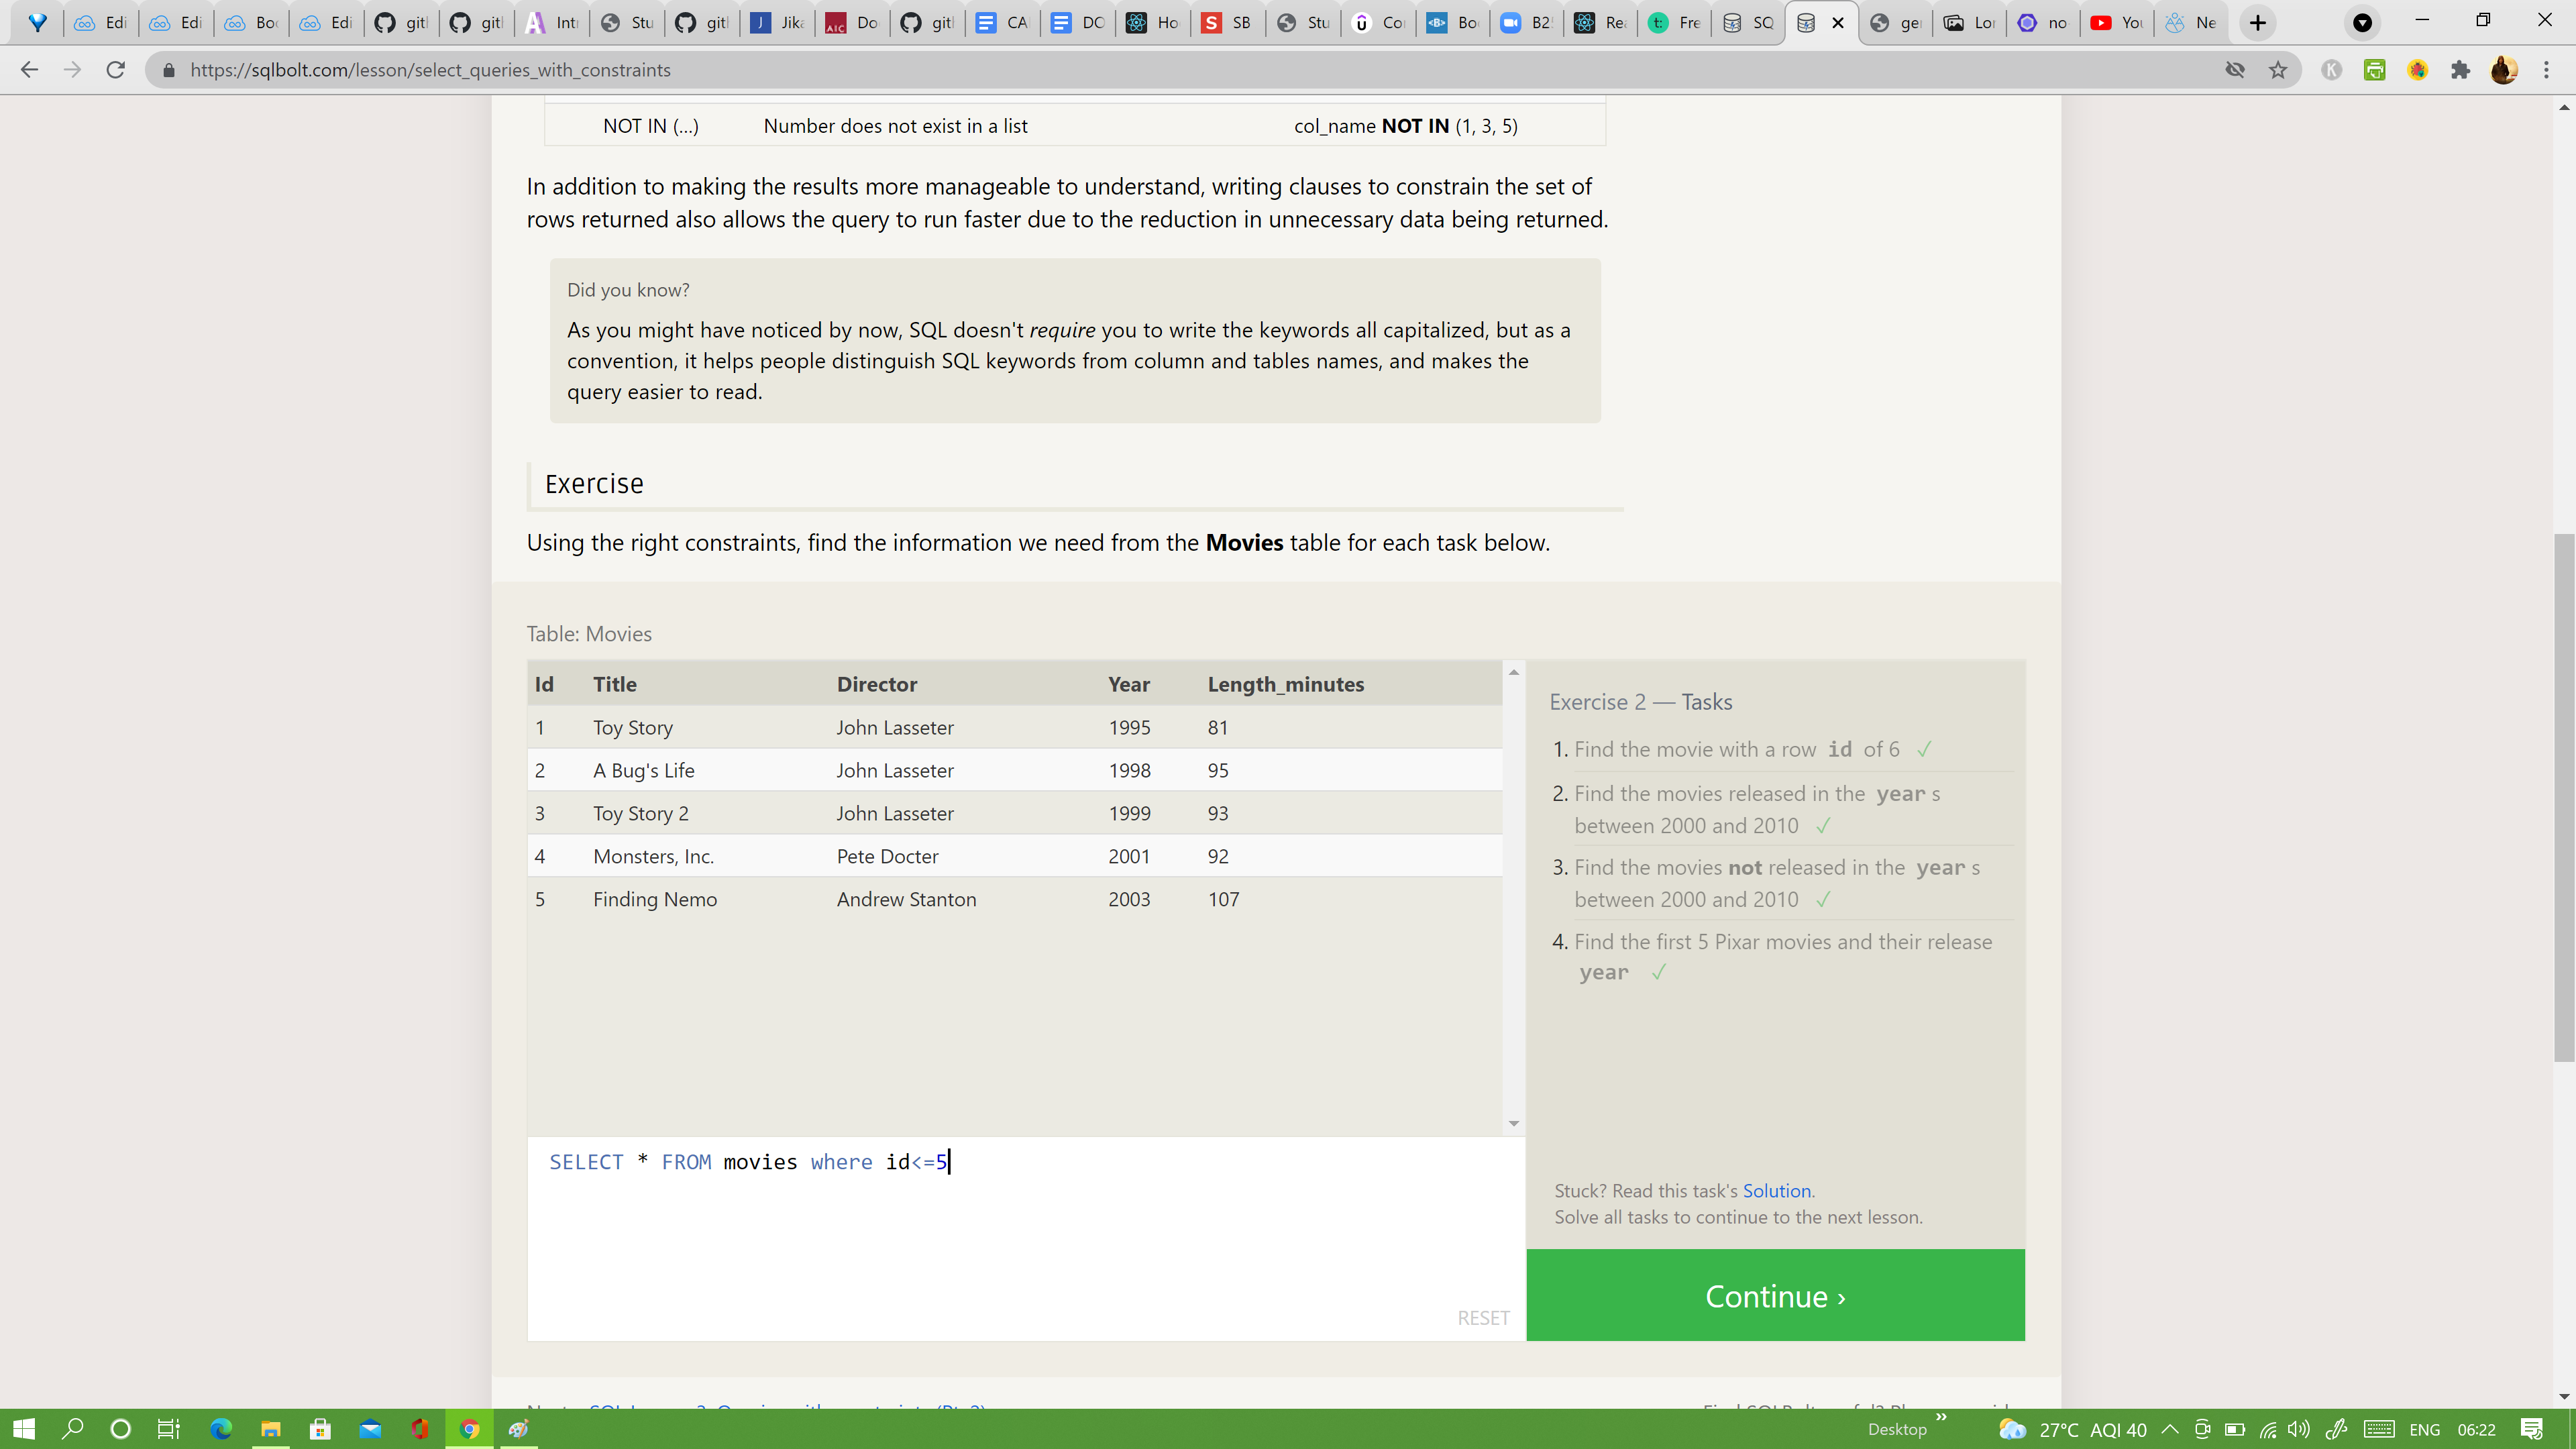 Edi
Edi
Boo
Edi
gitl
gitl
Intr
Stu
gitl
Jika
Do
gitl
CA
DO
Ho
SB
Stu
Co
Bo
B2
Rea
Fre
SQ
ger
Lor
no
You
Ne
https://sqlbolt.com/lesson/select_queries_with_constraints
NOT IN (…) Number does not exist in a list col_name NOT IN (1, 3, 5)
In addition to making the results more manageable to understand, writing clauses to constrain the set of
rows returned also allows the query to run faster due to the reduction in unnecessary data being returned.
Did you know?
As you might have noticed by now, SQL doesn't require you to write the keywords all capitalized, but as a
convention, it helps people distinguish SQL keywords from column and tables names, and makes the
query easier to read.
Exercise
Using the right constraints, find the information we need from the Movies table for each task below.
Table: Movies
Id Title Director Year Length_minutes
1 Toy Story John Lasseter 1995 81
2 A Bug's Life John Lasseter 1998 95
3 Toy Story 2 John Lasseter 1999 93
4 Monsters, Inc. Pete Docter 2001 92
5 Finding Nemo Andrew Stanton 2003 107
SELECT * FROM movies where id<=5
RESET
Exercise 2 — Tasks
1. Find the movie with a row id of 6 ✓
2. Find the movies released in the year s
between 2000 and 2010 ✓
3. Find the movies not released in the year s
between 2000 and 2010 ✓
4. Find the first 5 Pixar movies and their release
year ✓
Stuck? Read this task's Solution.
Solve all tasks to continue to the next lesson.
Continue ›
Desktop
27°C AQI 40
ENG
06:22